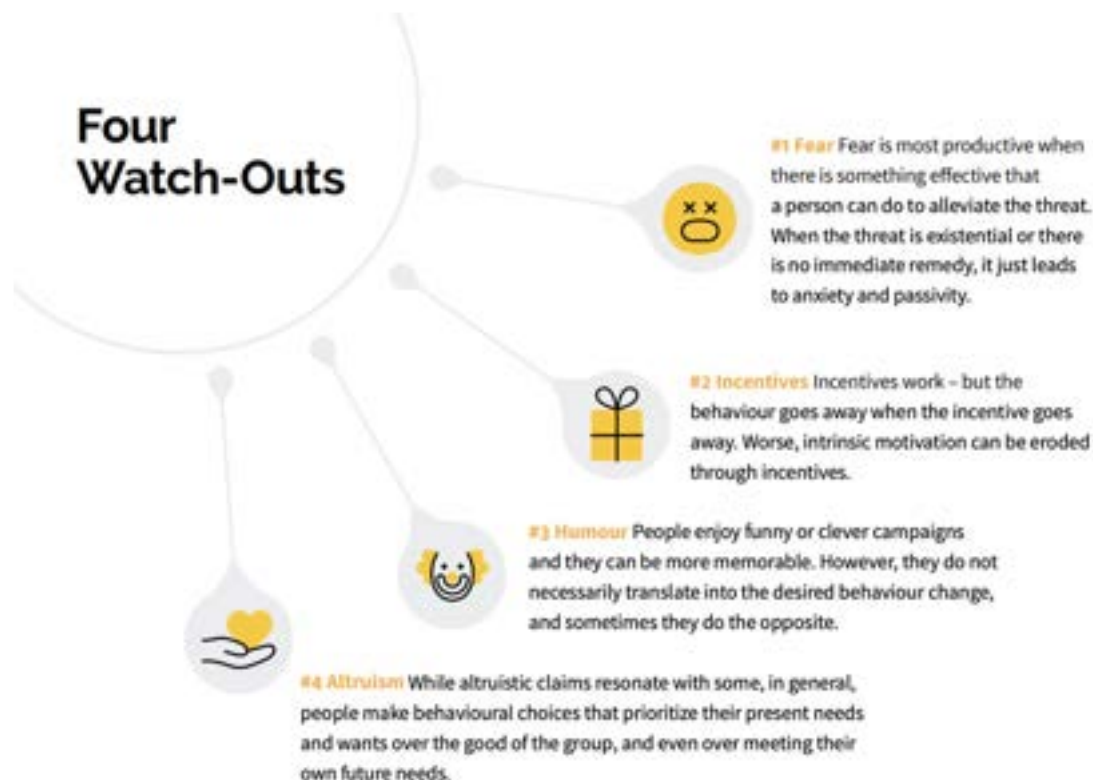 Four
Watch-Outs
#1 Fear Fear is most productive when
there is something effective that
a person can do to alleviate the threat.
When the threat is existential or there
is no immediate remedy, it just leads
to anxiety and passivity.
#2 Incentives Incentives work – but the
behaviour goes away when the incentive goes
away. Worse, intrinsic motivation can be eroded
through incentives.
#3 Humour People enjoy funny or clever campaigns
and they can be more memorable. However, they do not
necessarily translate into the desired behaviour change,
and sometimes they do the opposite.
#4 Altruism While altruistic claims resonate with some, in general,
people make behavioural choices that prioritize their present needs
and wants over the good of the group, and even over meeting their
own future needs.